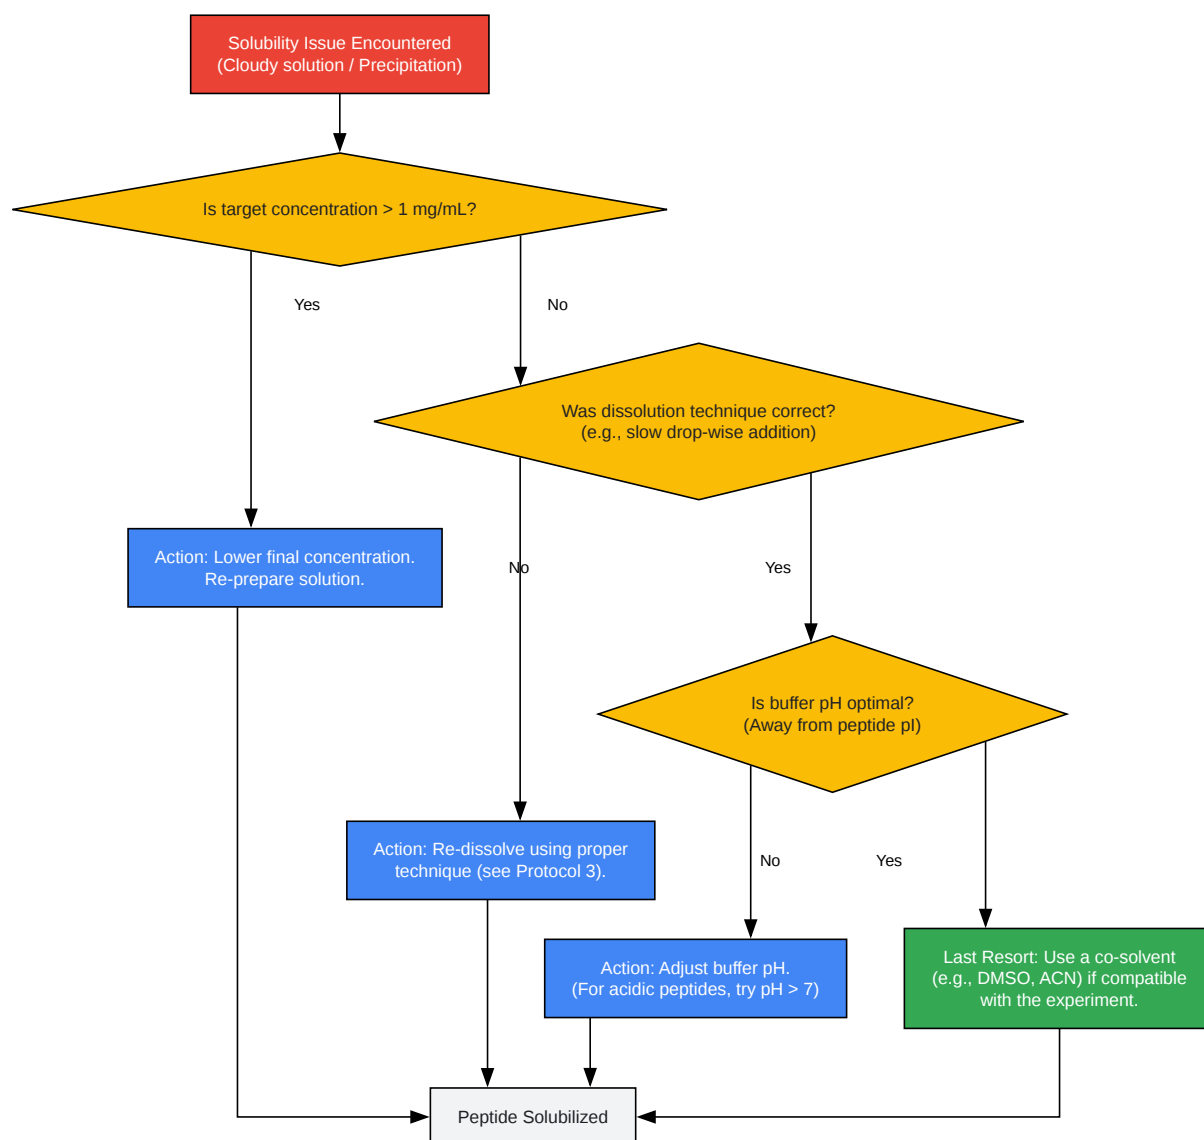 Solubility Issue Encountered
(Cloudy solution / Precipitation)
Is target concentration > 1 mg/mL?
Yes
No
Was dissolution technique correct?
(e.g., slow drop-wise addition)
Action: Lower final concentration.
Re-prepare solution.
No
Yes
Is buffer pH optimal?
(Away from peptide pI)
Action: Re-dissolve using proper
technique (see Protocol 3).
No
Yes
Action: Adjust buffer pH.
(For acidic peptides, try pH > 7)
Last Resort: Use a co-solvent
(e.g., DMSO, ACN) if compatible
with the experiment.
Peptide Solubilized